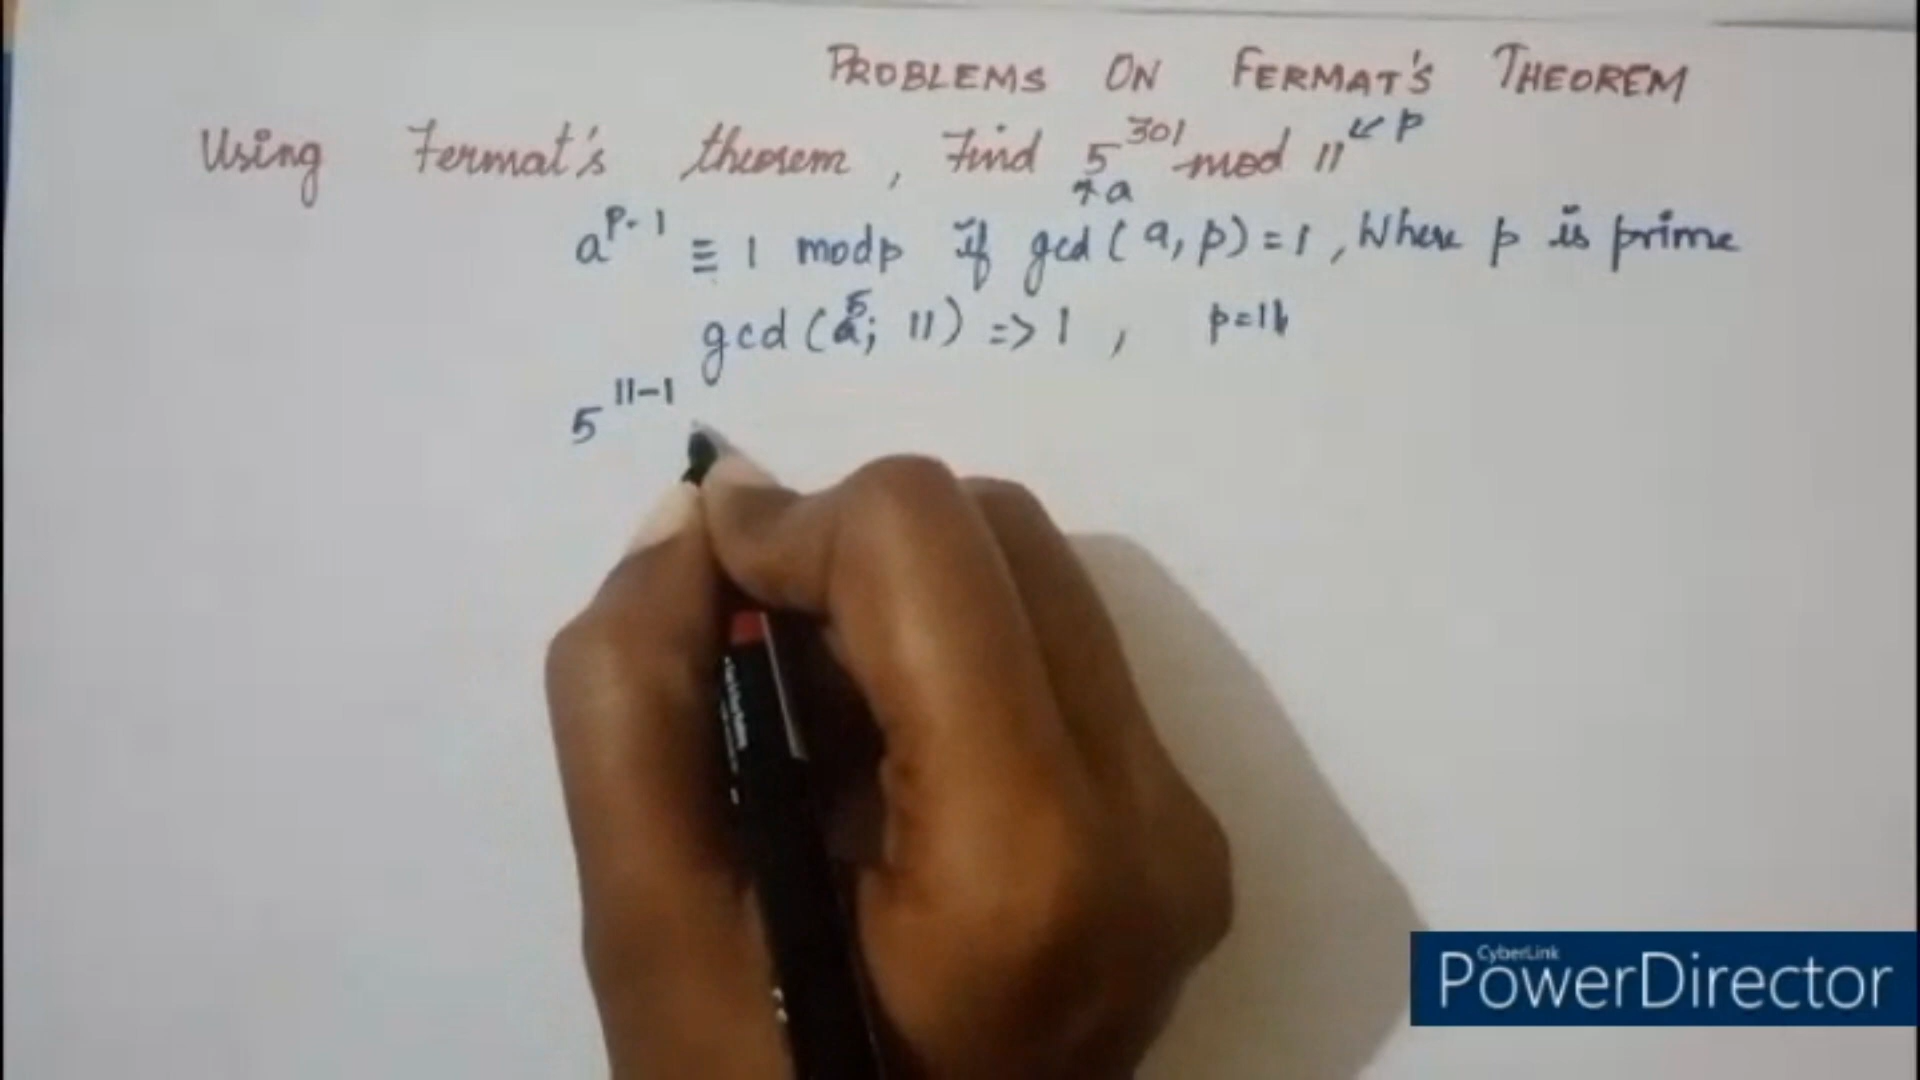 PROBLEMS ON FERMAT'S THEOREM
Using Fermat's theorem, Find 5^301 mod 11 ↙ p
↗ a
a^p-1 ≡ 1 mod p if gcd(a, p) = 1, Where p is prime
gcd(5, 11) => 1, p=11
5^11-1
CyberLink
PowerDirector